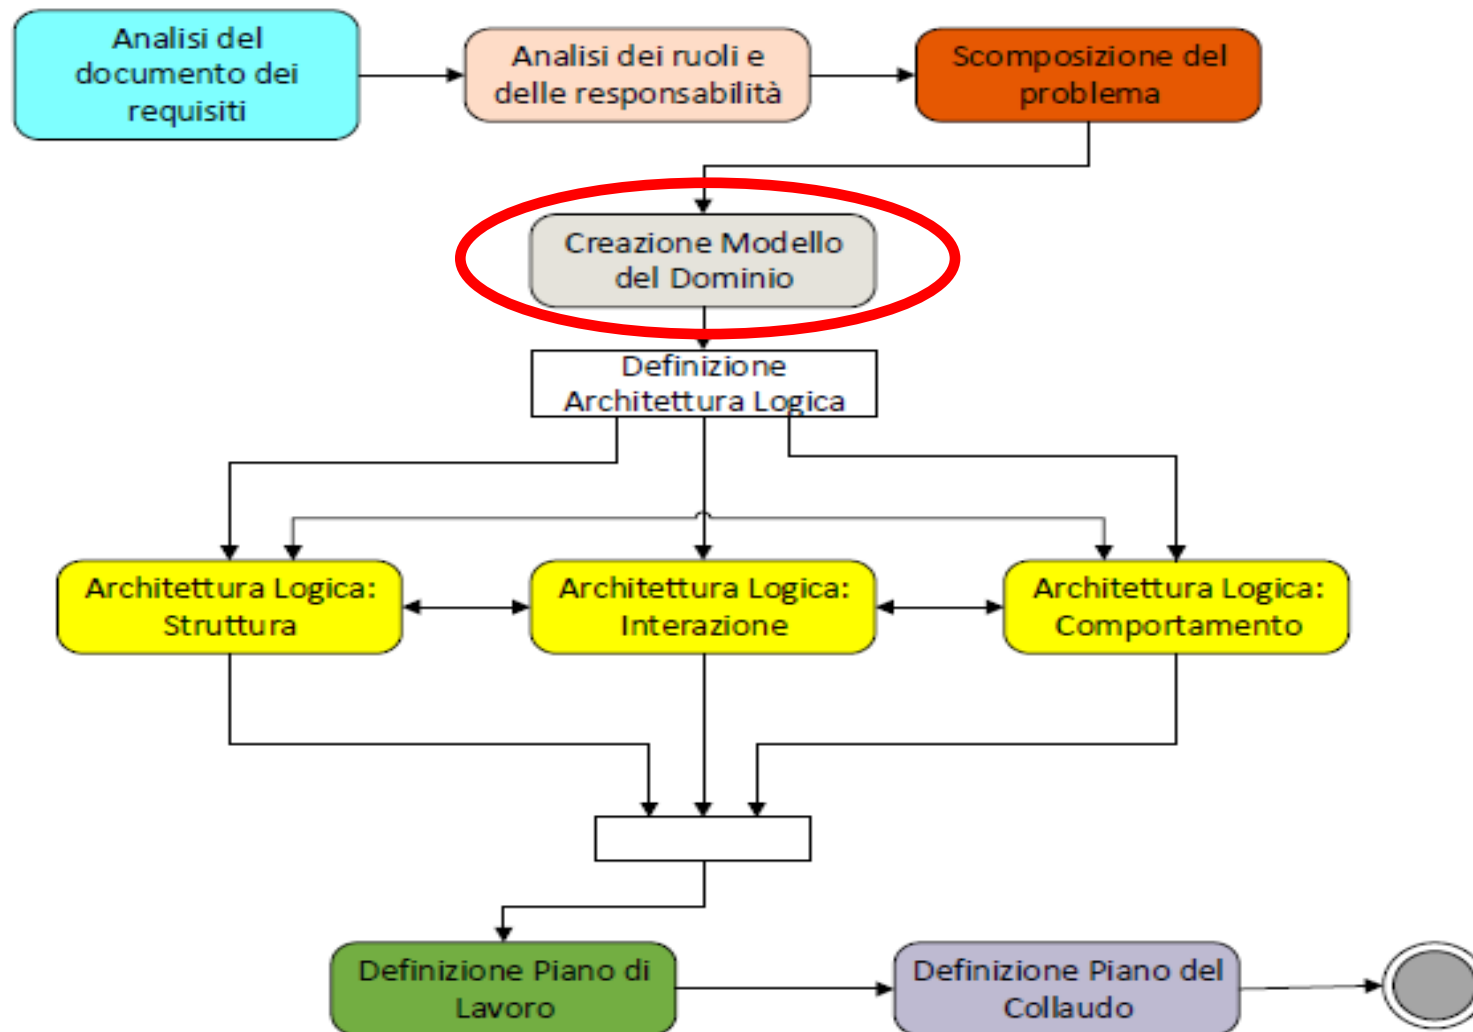 Analisi del
documento dei
requisiti
Analisi dei ruoli e
delle responsabilità
Scomposizione del
problema
Creazione Modello
del Dominio
Definizione
Architettura Logica
Architettura Logica:
Struttura
Architettura Logica:
Interazione
Architettura Logica:
Comportamento
Definizione Piano di
Lavoro
Definizione Piano del
Collaudo